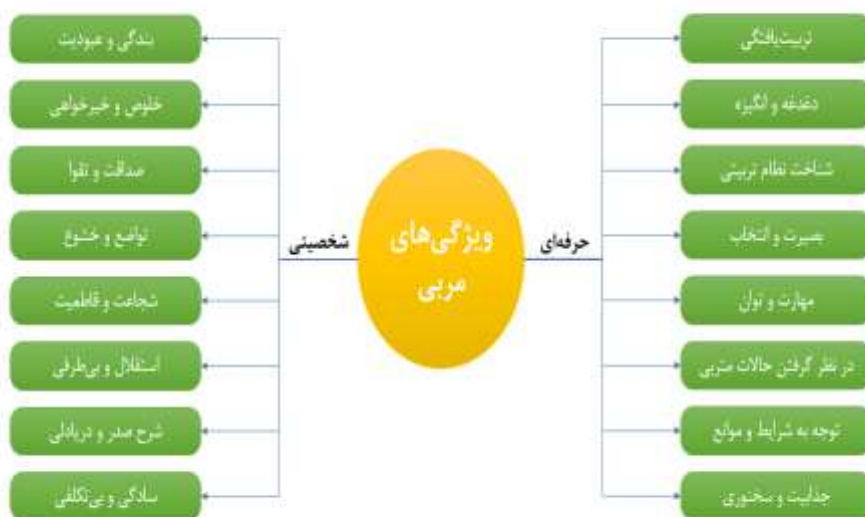 ویژگی‌های
مربی
حرفه‌ای
تربیت‌یافتگی
دغدغه و انگیزه
شناخت نظام تربیتی
بصیرت و انتخاب
مهارت و توان
در نظر گرفتن حالات متربی
توجه به شرایط و موانع
جذابیت و سخنوری
شخصیتی
بندگی و عبودیت
خلوص و خیرخواهی
صداقت و تقوا
تواضع و خشوع
شجاعت و قاطعیت
استقلال و بی‌طرفی
شرح صدر و دریادلی
سادگی و بی‌تکلفی